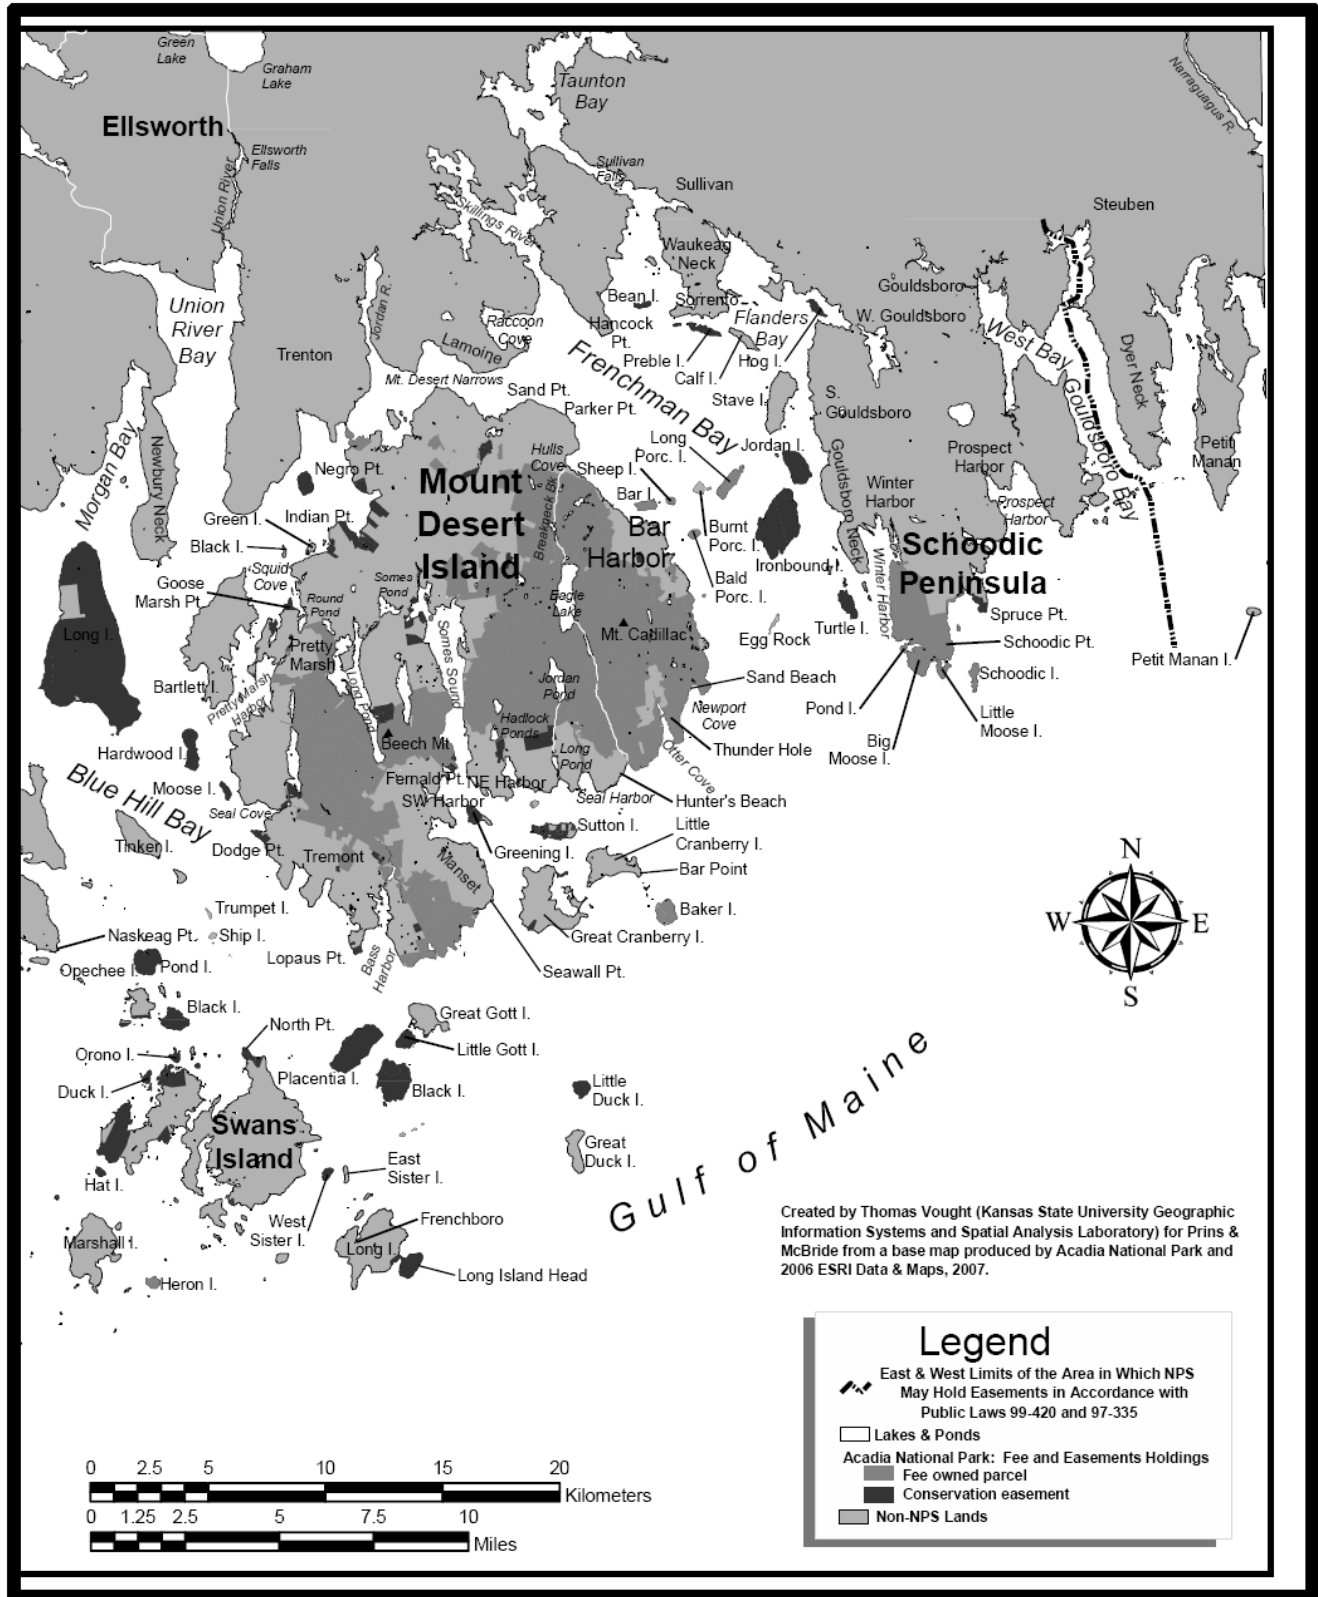 Green
Lake
Graham
Lake
Taunton
Bay
Narraguagus R.
Ellsworth
Ellsworth
Falls
Union River
Sullivan
Falls
Sullivan
Skillings River
Steuben
Waukeag
Neck
Union
River
Bay
Jordan R.
Bean I.
Sorrento
Gouldsboro
Raccoon
Cove
Hancock
Pt.
Flanders
Bay
W. Gouldsboro
West Bay
Trenton
Lamoine
Preble I.
Hog I.
Calf I.
Dyer Neck
Mt. Desert Narrows
Sand Pt.
Frenchman Bay
Stave I.
S.
Gouldsboro
Gouldsboro Bay
Parker Pt.
Morgan Bay
Newbury Neck
Negro Pt.
Mount
Desert
Island
Hulls
Cove
Long
Porc. I.
Jordan I.
Gouldsboro Neck
Prospect
Harbor
Petit
Manan
Sheep I.
Bar I.
Winter
Harbor
Prospect
Harbor
Green I.
Indian Pt.
Breakneck Bk
Bar
Harbor
Burnt
Porc. I.
Black I.
Squid
Cove
Ironbound I.
Winter Harbor
Schoodic
Peninsula
Goose
Marsh Pt.
Round
Pond
Somes
Pond
Eagle
Lake
Bald
Porc. I.
Long I.
Pretty
Marsh
Somes Sound
Mt. Cadillac
Egg Rock
Turtle I.
Spruce Pt.
Schoodic Pt.
Petit Manan I.
Bartlett I.
Pretty Marsh
Harbor
Long Pond
Jordan
Pond
Sand Beach
Schoodic I.
Newport
Cove
Pond I.
Little
Moose I.
Hadlock
Ponds
Hardwood I.
Beech Mt
Long
Pond
Otter Cove
Thunder Hole
Big
Moose I.
Blue Hill Bay
Moose I.
Fernald Pt.
NE Harbor
SW Harbor
Seal Harbor
Hunter's Beach
Seal Cove
Sutton I.
Little
Cranberry I.
Tinker I.
Dodge Pt.
Tremont
Manset
Greening I.
Bar Point
Trumpet I.
Baker I.
Naskeag Pt.
Ship I.
Great Cranberry I.
Opechee I.
Pond I.
Lopaus Pt.
Bass
Harbor
Seawall Pt.
N
W
E
S
Black I.
North Pt.
Great Gott I.
Orono I.
Little Gott I.
Duck I.
Placentia I.
Black I.
Little
Duck I.
Gulf of Maine
Swans
Island
Great
Duck I.
Hat I.
East
Sister I.
West
Sister I.
Frenchboro
Marshall I.
Long I.
Heron I.
Long Island Head
Created by Thomas Vought (Kansas State University Geographic
Information Systems and Spatial Analysis Laboratory) for Prins &
McBride from a base map produced by Acadia National Park and
2006 ESRI Data & Maps, 2007.
Legend
East & West Limits of the Area in Which NPS
May Hold Easements in Accordance with
Public Laws 99-420 and 97-335
Lakes & Ponds
Acadia National Park: Fee and Easements Holdings
Fee owned parcel
Conservation easement
Non-NPS Lands
0 2.5 5 10 15 20
Kilometers
0 1.25 2.5 5 7.5 10
Miles